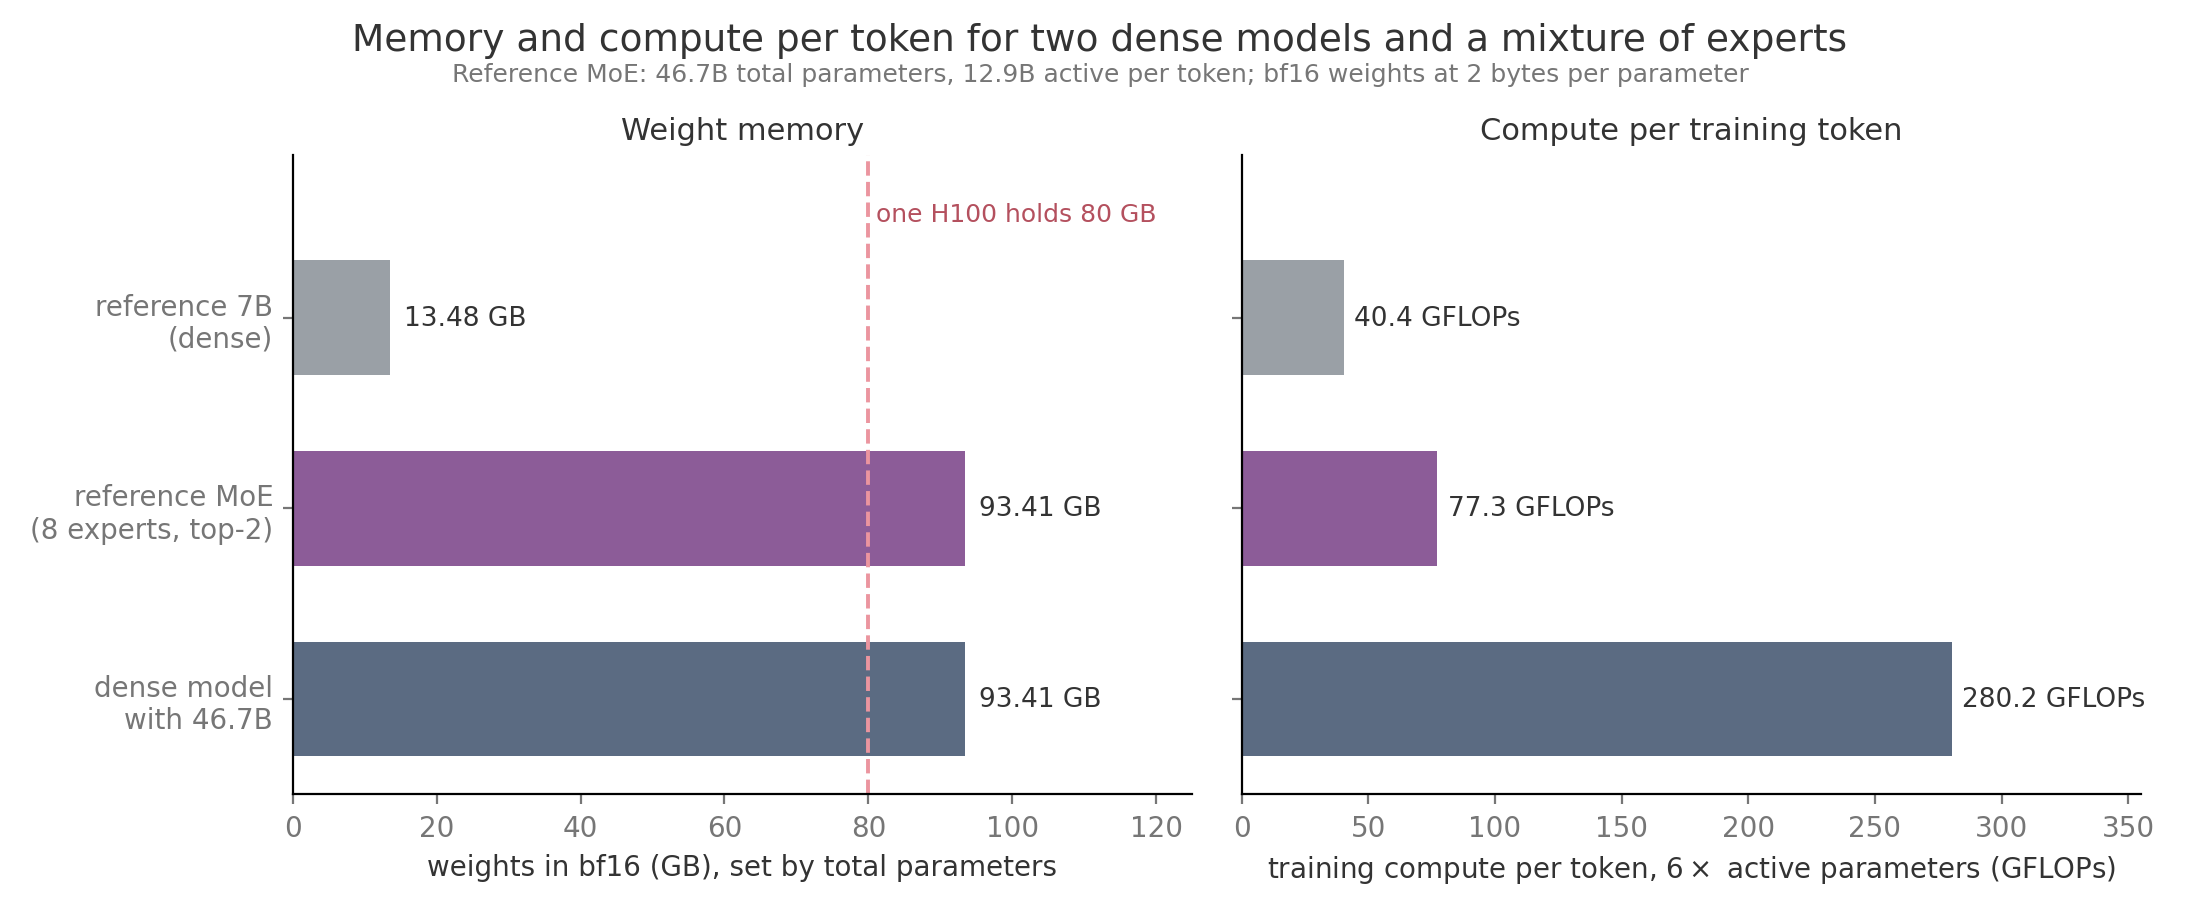 Memory and compute per token for two dense models and a mixture of experts
Reference MoE: 46.7B total parameters, 12.9B active per token; bf16 weights at 2 bytes per parameter
Weight memory
one H100 holds 80 GB
reference 7B
(dense)
13.48 GB
reference MoE
(8 experts, top-2)
93.41 GB
dense model
with 46.7B
93.41 GB
0 20 40 60 80 100 120
weights in bf16 (GB), set by total parameters
Compute per training token
40.4 GFLOPs
77.3 GFLOPs
280.2 GFLOPs
0 50 100 150 200 250 300 350
training compute per token, 6 × active parameters (GFLOPs)